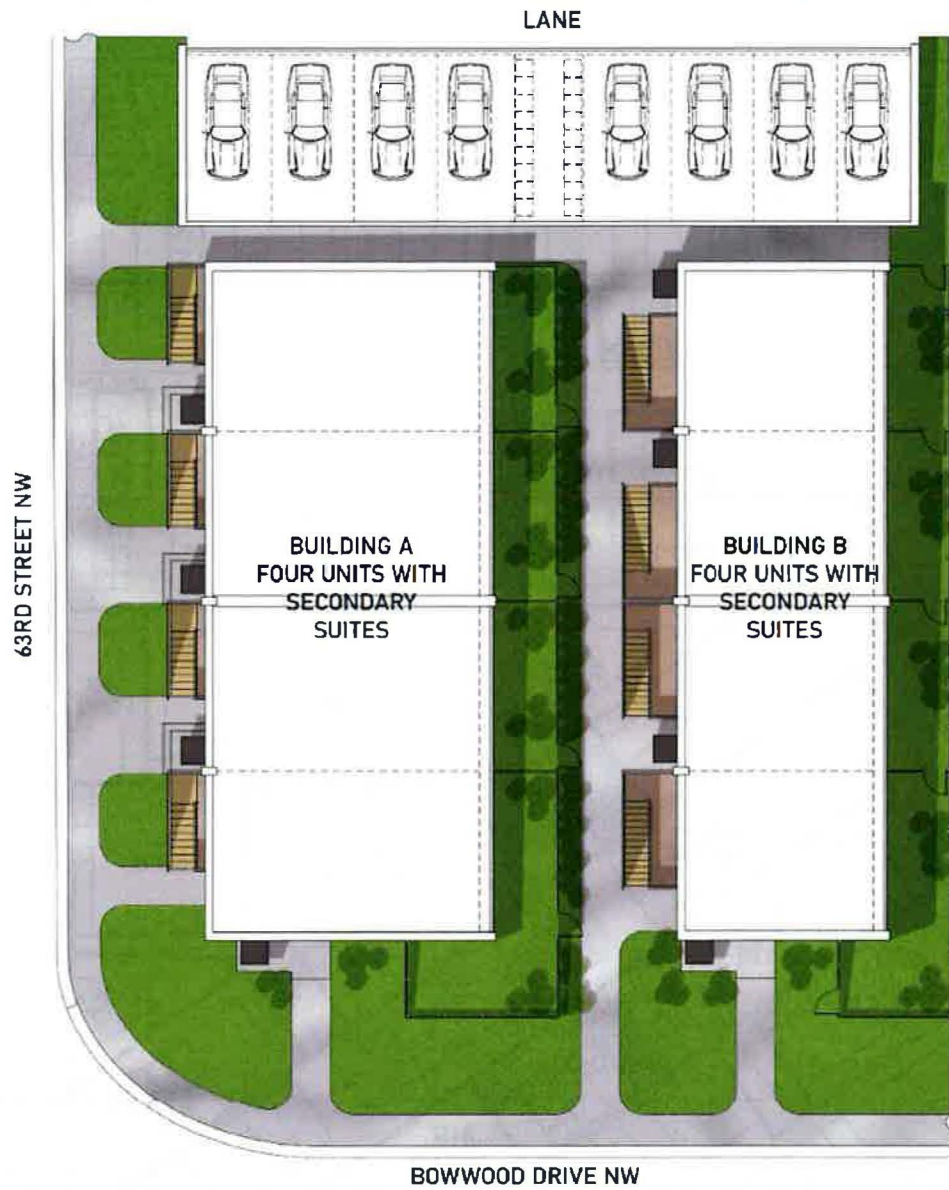 LANE
63RD STREET NW
BUILDING A
FOUR UNITS WITH
SECONDARY
SUITES
BUILDING B
FOUR UNITS WITH
SECONDARY
SUITES
BOWWOOD DRIVE NW